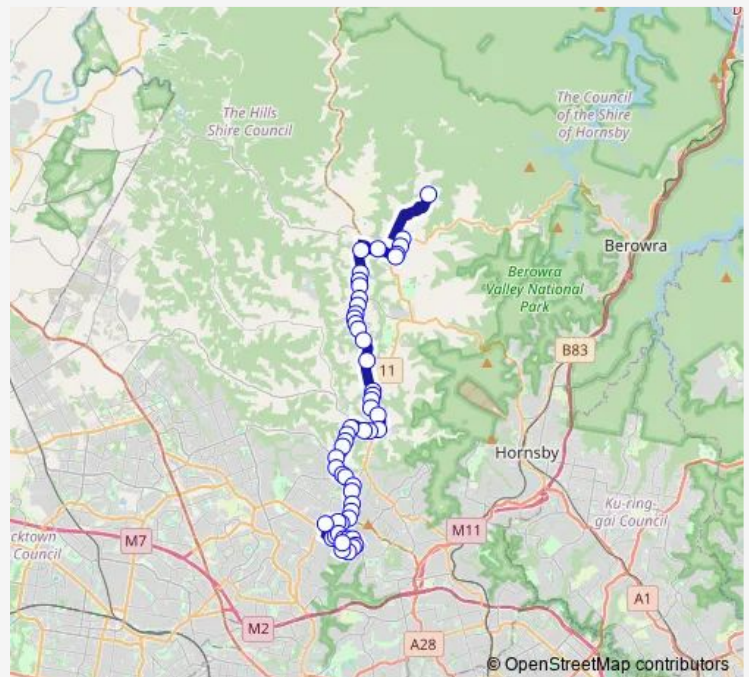 D
The Hills
Shire Council
The Council
of the Shire
of Hornsby
Berowra
Berowra
Valley National
Park
B83
11
Hornsby
Ku-ring-
gai Council
M11
M7
cktown
Council
A1
M2
A28
© OpenStreetMap contributors